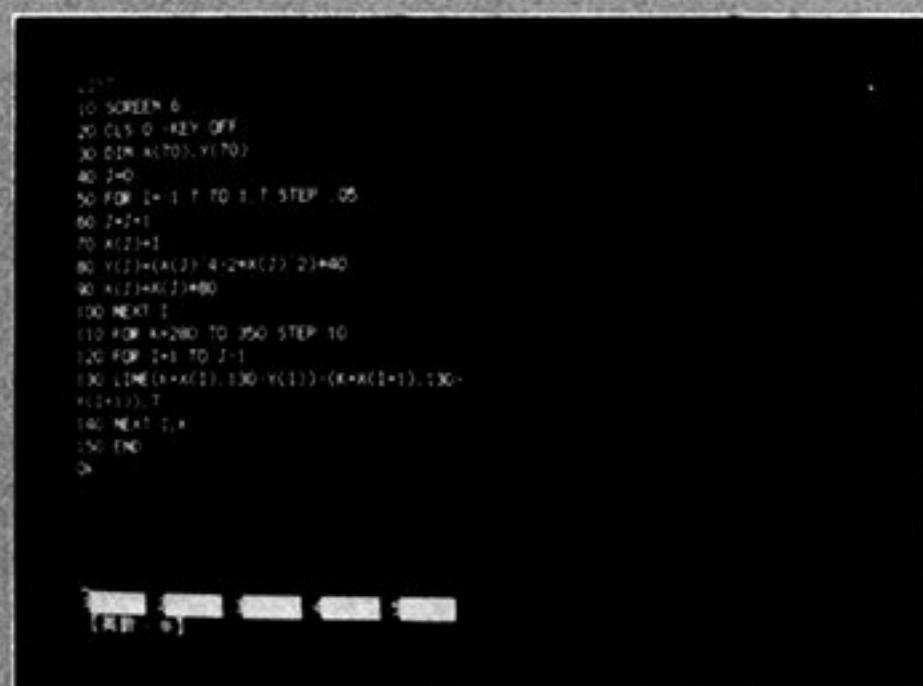 LIST
10 SCREEN 6
20 CLS 0:KEY OFF
30 DIM X(70),Y(70)
40 J=0
50 FOR I=-1.7 TO 1.7 STEP .05
60 J=J+1
70 X(J)=I
80 Y(J)=(X(J)^4-2*X(J)^2)*40
90 X(J)=X(J)*80
100 NEXT I
110 FOR K=280 TO 350 STEP 10
120 FOR I=1 TO J-1
130 LINE(K+X(I),130-Y(I))-(K+X(I+1),130-
Y(I+1)),7
140 NEXT I,K
150 END
Ok